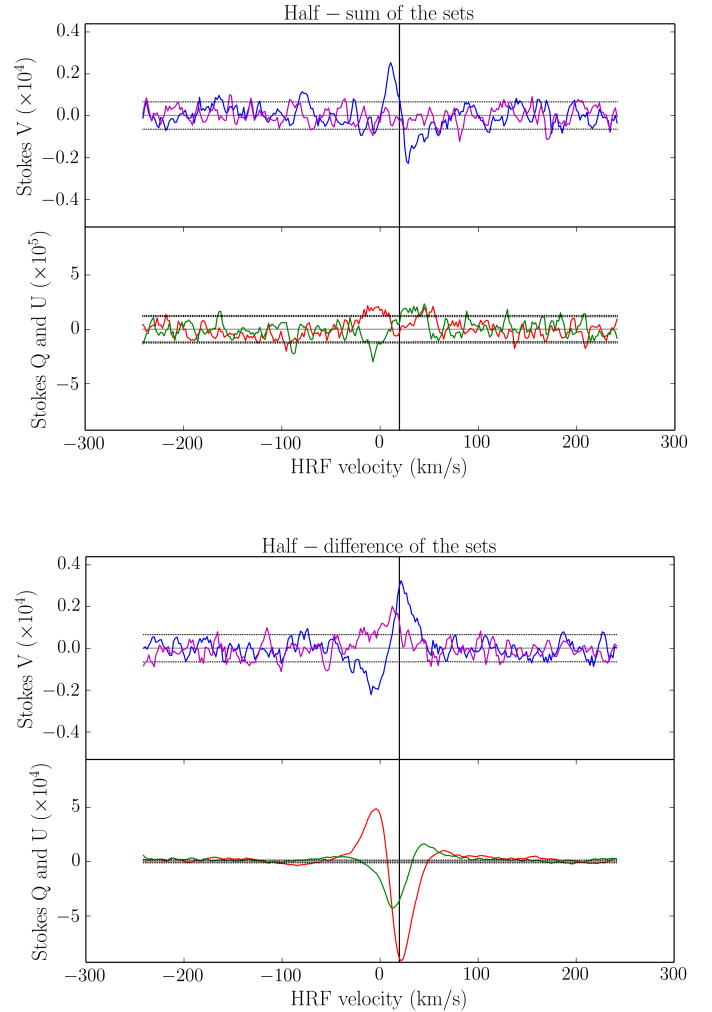 Half − sum of the sets
Stokes V (×10⁴)
0.4
0.2
0.0
−0.2
−0.4
Stokes Q and U (×10⁵)
5
0
−5
−300 −200 −100 0 100 200 300
HRF velocity (km/s)
Half − difference of the sets
Stokes V (×10⁴)
0.4
0.2
0.0
−0.2
−0.4
Stokes Q and U (×10⁴)
5
0
−5
−300 −200 −100 0 100 200 300
HRF velocity (km/s)